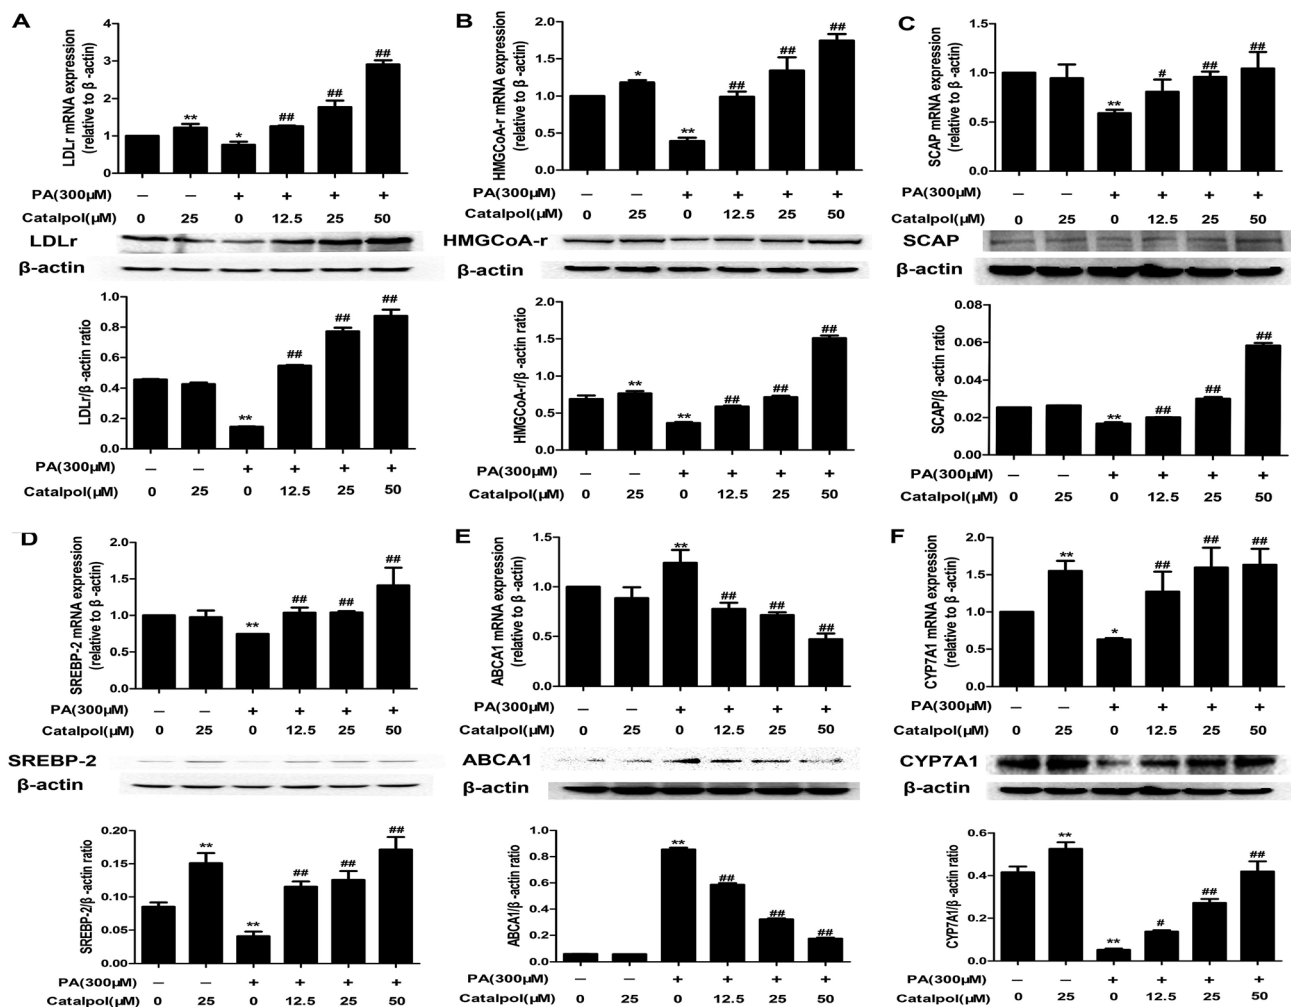 A
LDLr mRNA expression
(relative to β -actin)
4
3
2
1
0
** * ## ## ##
PA(300μM) – – + + + +
Catalpol(μM) 0 25 0 12.5 25 50
LDLr
β-actin
LDLr/β -actin ratio
1.0
0.8
0.6
0.4
0.2
0.0
** ## ## ##
PA(300μM) – – + + + +
Catalpol(μM) 0 25 0 12.5 25 50
B
HMGCoA-r mRNA expression
(relative to β -actin)
2.0
1.5
1.0
0.5
0.0
* ** ## ## ##
PA(300μM) – – + + + +
Catalpol(μM) 0 25 0 12.5 25 50
HMGCoA-r
β-actin
HMGCoA-r/β -actin ratio
2.0
1.5
1.0
0.5
0.0
** ** ## ## ##
PA(300μM) – – + + + +
Catalpol(μM) 0 25 0 12.5 25 50
C
SCAP mRNA expression
(relative to β -actin)
1.5
1.0
0.5
0.0
** # ## ##
PA(300μM) – – + + + +
Catalpol(μM) 0 25 0 12.5 25 50
SCAP
β-actin
SCAP/β -actin ratio
0.08
0.06
0.04
0.02
0.00
** ## ## ##
PA(300μM) – – + + + +
Catalpol(μM) 0 25 0 12.5 25 50
D
SREBP-2 mRNA expression
(relative to β -actin)
2.0
1.5
1.0
0.5
0.0
** ## ## ##
PA(300μM) – – + + + +
Catalpol(μM) 0 25 0 12.5 25 50
SREBP-2
β-actin
SREBP-2/β -actin ratio
0.20
0.15
0.10
0.05
0.00
** ** ## ## ##
PA(300μM) – – + + + +
Catalpol(μM) 0 25 0 12.5 25 50
E
ABCA1 mRNA expression
(relative to β -actin)
1.5
1.0
0.5
0.0
** ## ## ##
PA(300μM) – – + + + +
Catalpol(μM) 0 25 0 12.5 25 50
ABCA1
β-actin
ABCA1/β -actin ratio
1.0
0.8
0.6
0.4
0.2
0.0
** ## ## ##
PA(300μM) – – + + + +
Catalpol(μM) 0 25 0 12.5 25 50
F
CYP7A1 mRNA expression
(relative to β -actin)
2.0
1.5
1.0
0.5
0.0
** * ## ## ##
PA(300μM) – – + + + +
Catalpol(μM) 0 25 0 12.5 25 50
CYP7A1
β-actin
CYP7A1/β -actin ratio
0.6
0.4
0.2
0.0
** ** # ## ##
PA(300μM) – – + + + +
Catalpol(μM) 0 25 0 12.5 25 50